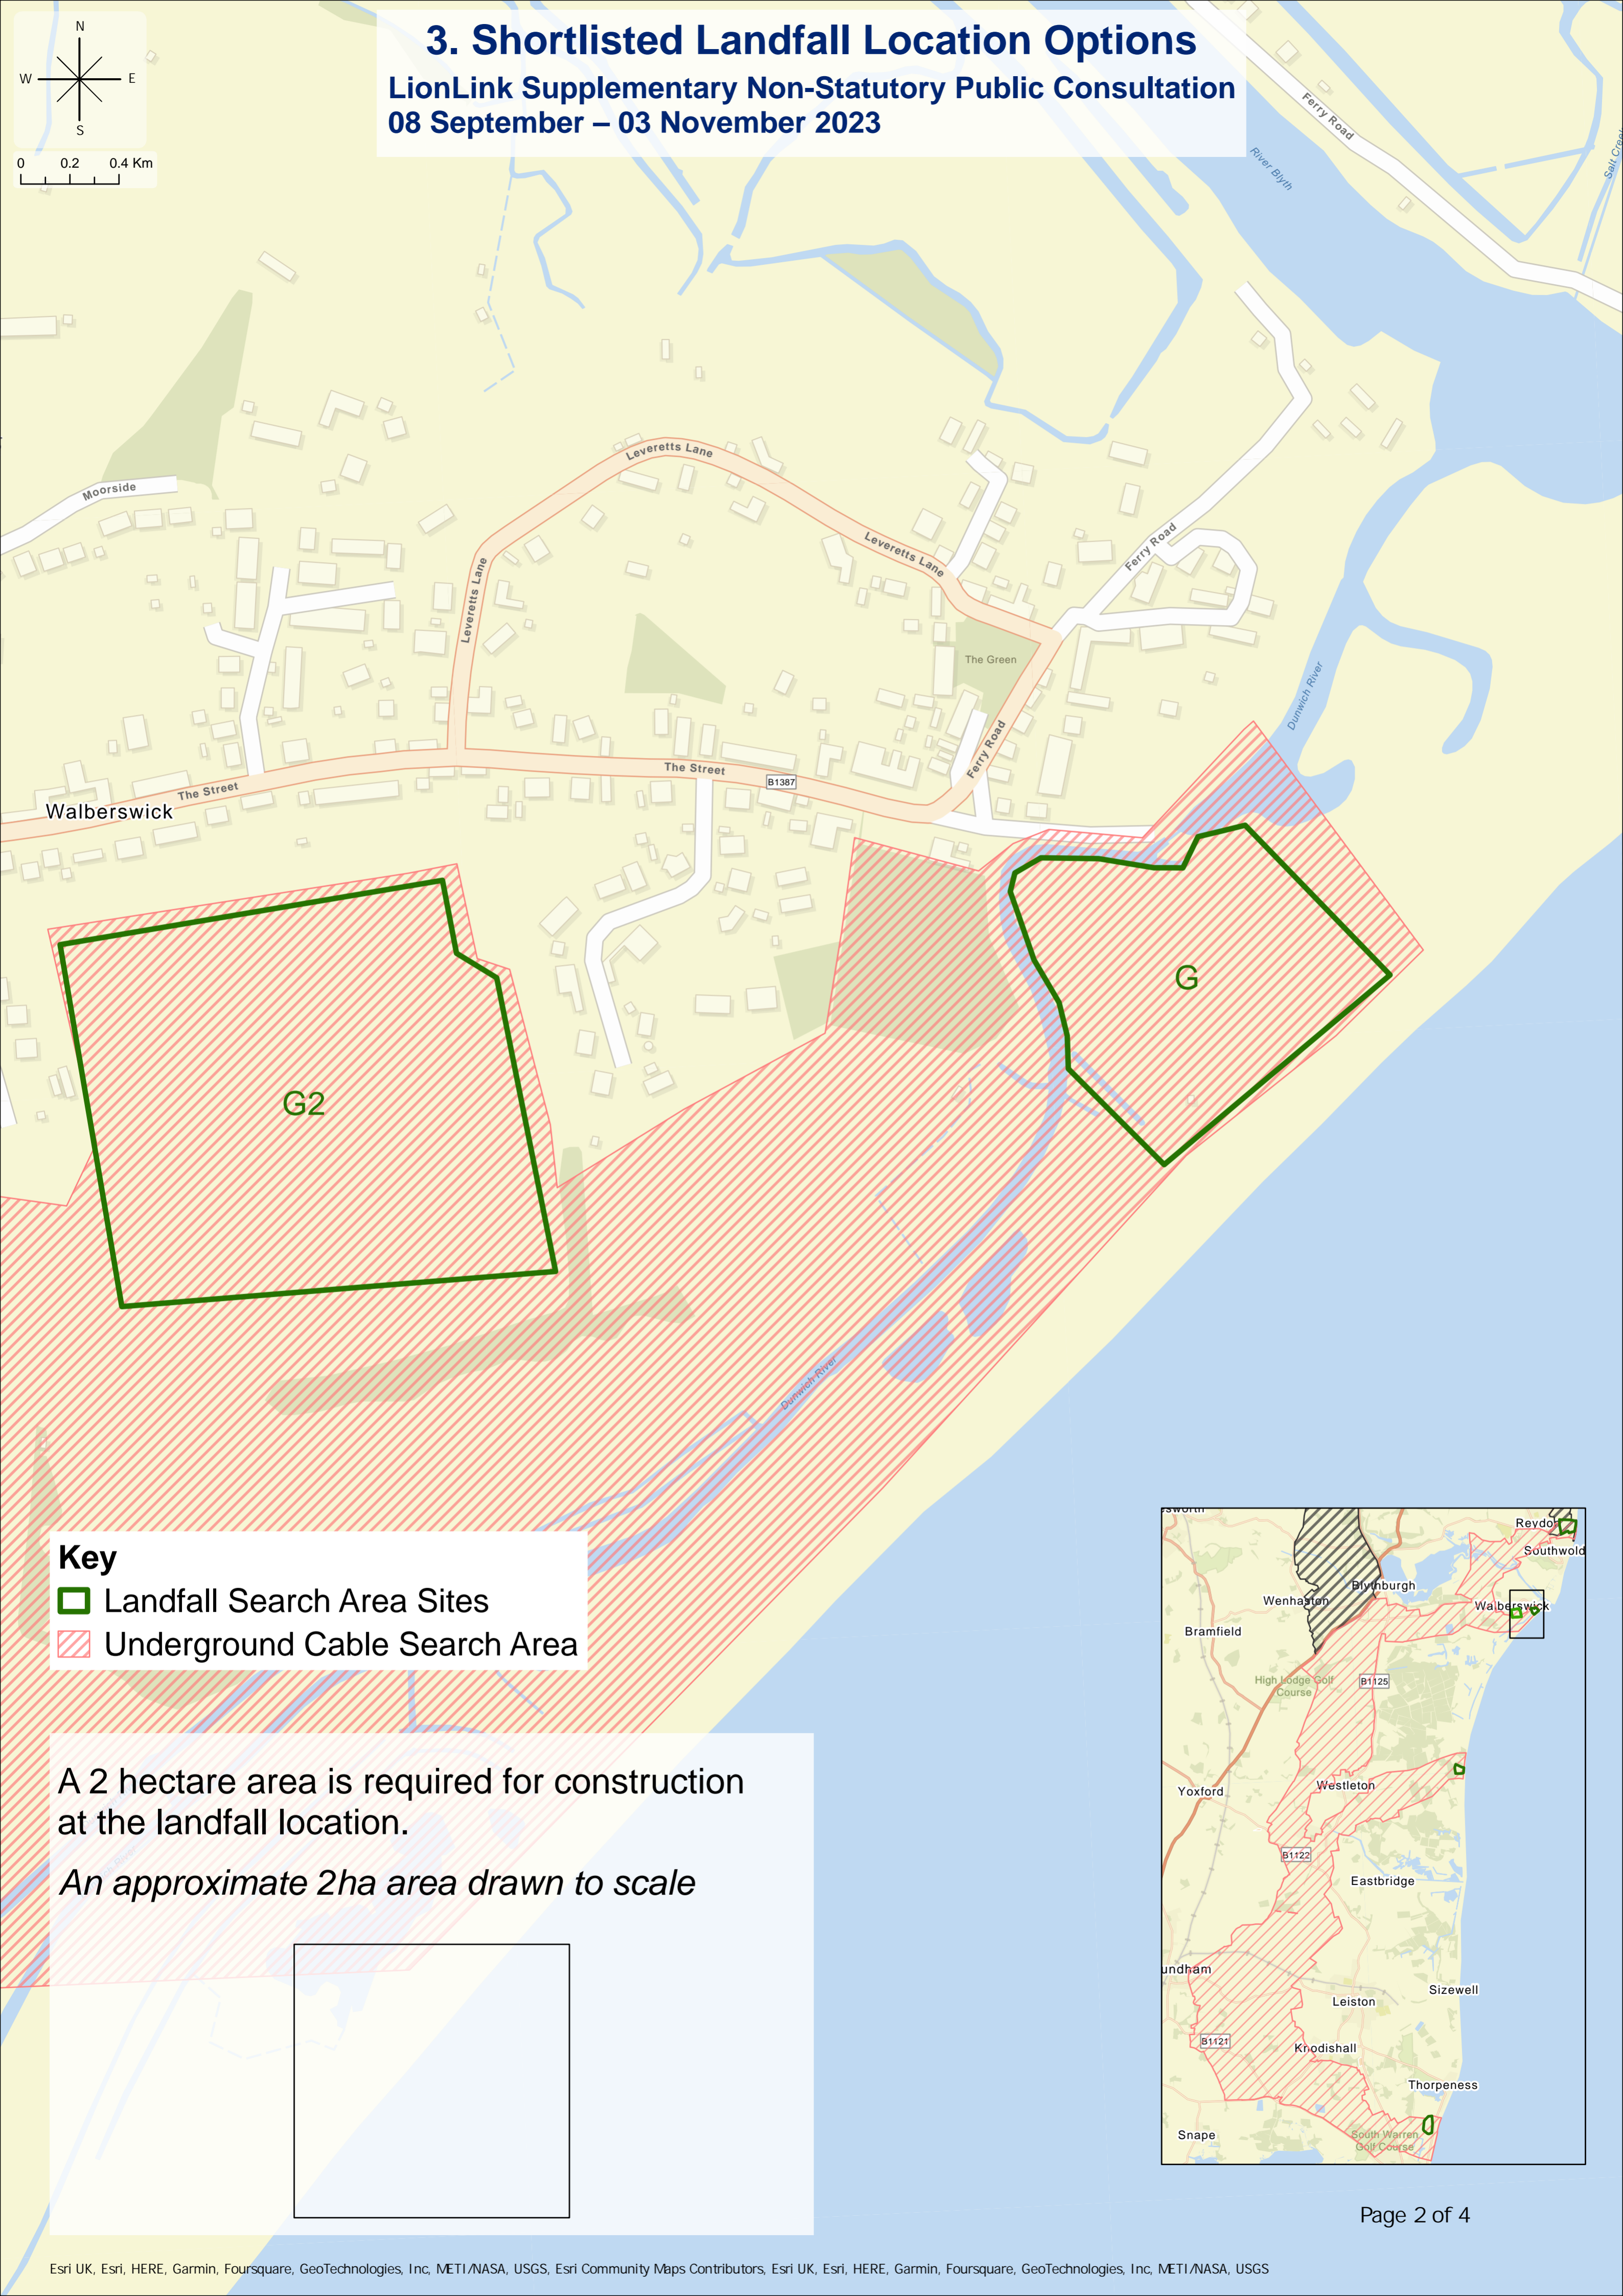 3. Shortlisted Landfall Location Options
LionLink Supplementary Non-Statutory Public Consultation
08 September – 03 November 2023
N
W E
S
0 0.2 0.4 Km
Ferry Road
River Blyth
Moorside
Leveretts Lane
Leveretts Lane
Leveretts Lane
Ferry Road
The Green
Dunwich River
Ferry Road
The Street
B1387
The Street
Walberswick
G
G2
Dunwich River
Key
Landfall Search Area Sites
Underground Cable Search Area
A 2 hectare area is required for construction
at the landfall location.
An approximate 2ha area drawn to scale
Southwold
Blythburgh
Wenhaston
Walberswick
Bramfield
High Lodge Golf
Course
B1125
Westleton
Yoxford
B1122
Eastbridge
undham
Sizewell
Leiston
B1121
Knodishall
Thorpeness
Snape
South Warren
Golf Course
Page 2 of 4
Esri UK, Esri, HERE, Garmin, Foursquare, GeoTechnologies, Inc, METI/NASA, USGS, Esri Community Maps Contributors, Esri UK, Esri, HERE, Garmin, Foursquare, GeoTechnologies, Inc, METI/NASA, USGS